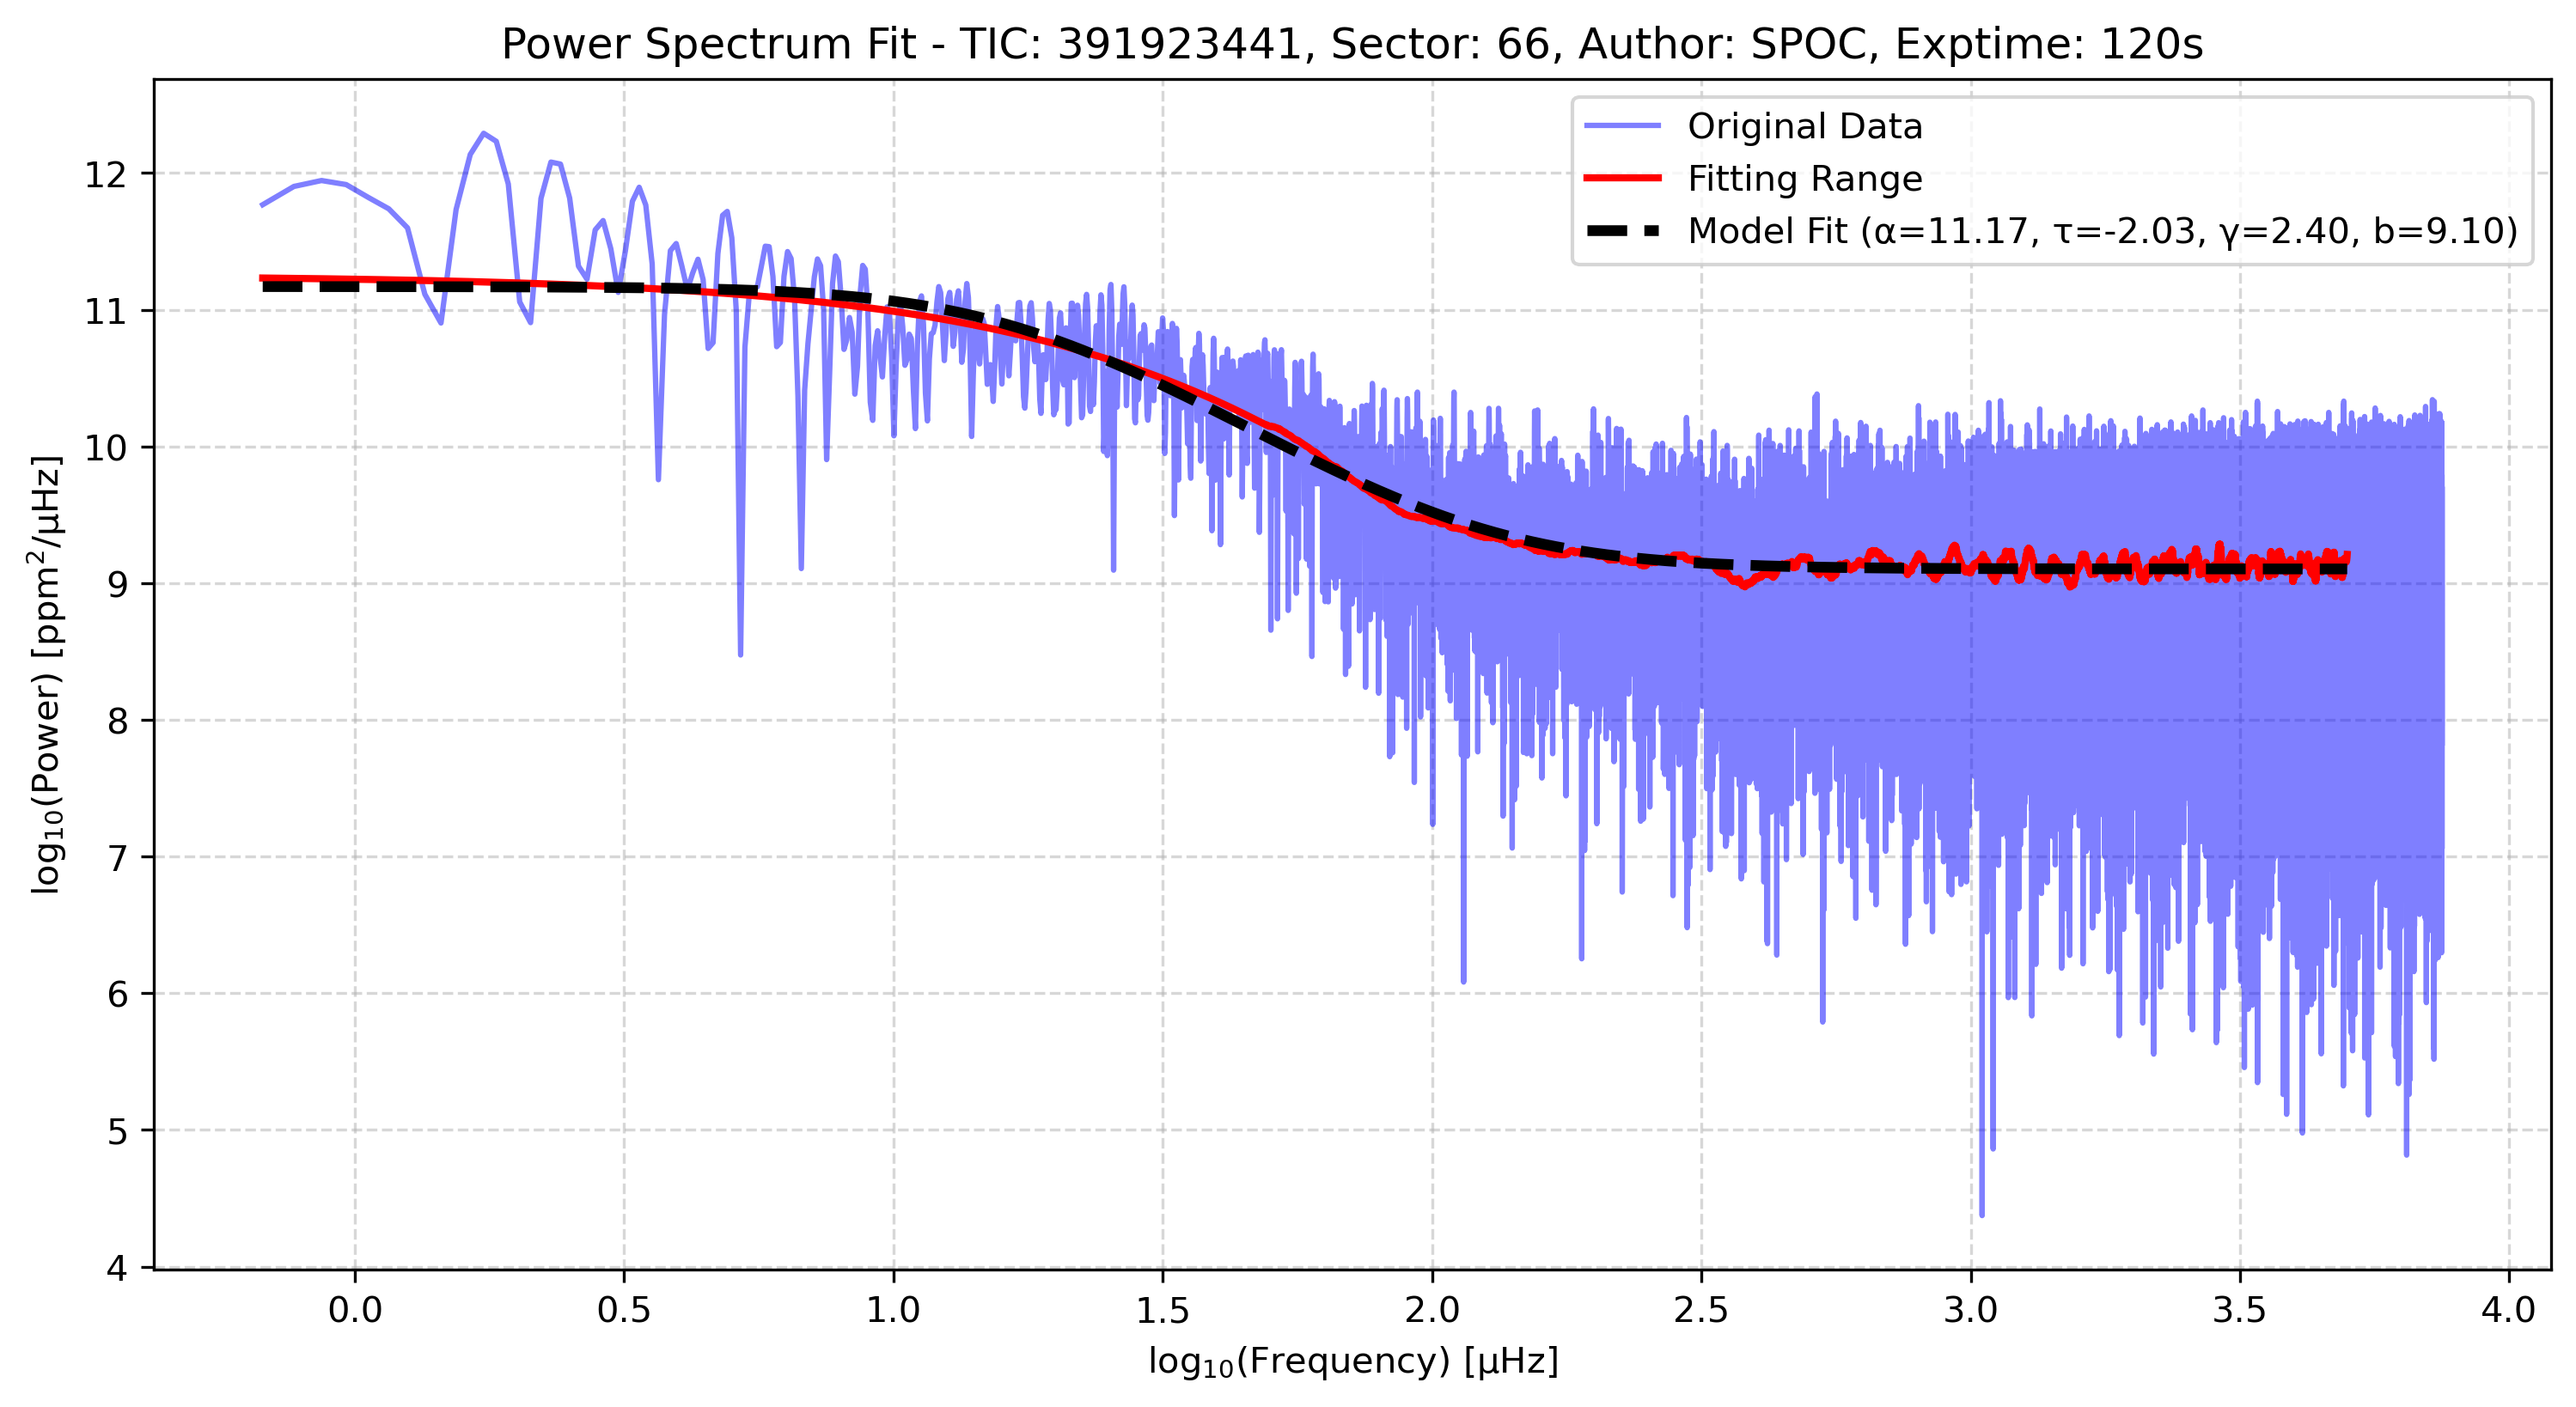 Power Spectrum Fit - TIC: 391923441, Sector: 66, Author: SPOC, Exptime: 120s
Original Data
Fitting Range
Model Fit (α=11.17, τ=-2.03, γ=2.40, b=9.10)
log₁₀(Power) [ppm²/μHz]
12
11
10
9
8
7
6
5
4
0.0 0.5 1.0 1.5 2.0 2.5 3.0 3.5 4.0
log₁₀(Frequency) [μHz]